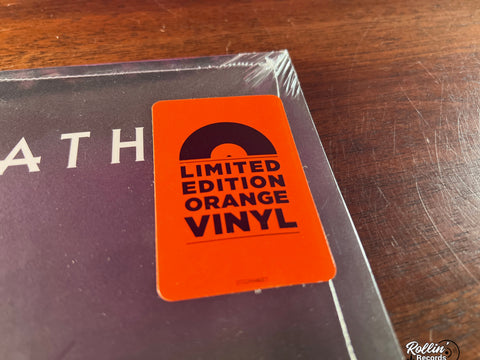 ATH
LIMITED
EDITION
ORANGE
VINYL
Rollin'
Records